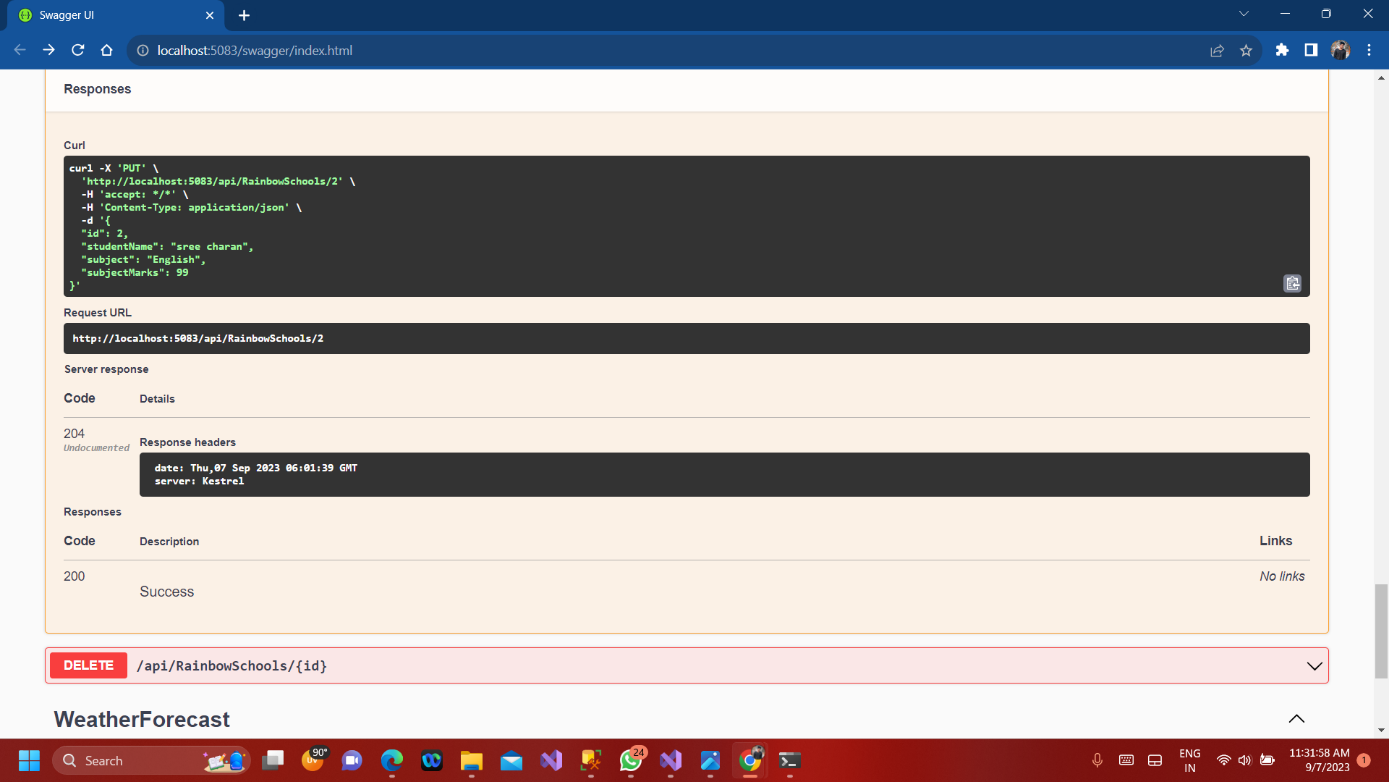 Swagger UI
localhost:5083/swagger/index.html
Responses
Curl
curl -X 'PUT' \
'http://localhost:5083/api/RainbowSchools/2' \
-H 'accept: */*' \
-H 'Content-Type: application/json' \
-d '{
"id": 2,
"studentName": "sree charan",
"subject": "English",
"subjectMarks": 99
}'
Request URL
http://localhost:5083/api/RainbowSchools/2
Server response
Code Details
204
Undocumented
Response headers
date: Thu,07 Sep 2023 06:01:39 GMT
server: Kestrel
Responses
Code Description Links
200 No links
Success
DELETE /api/RainbowSchools/{id}
WeatherForecast
Search 90° 24 ENG 11:31:58 AM
IN 9/7/2023 1